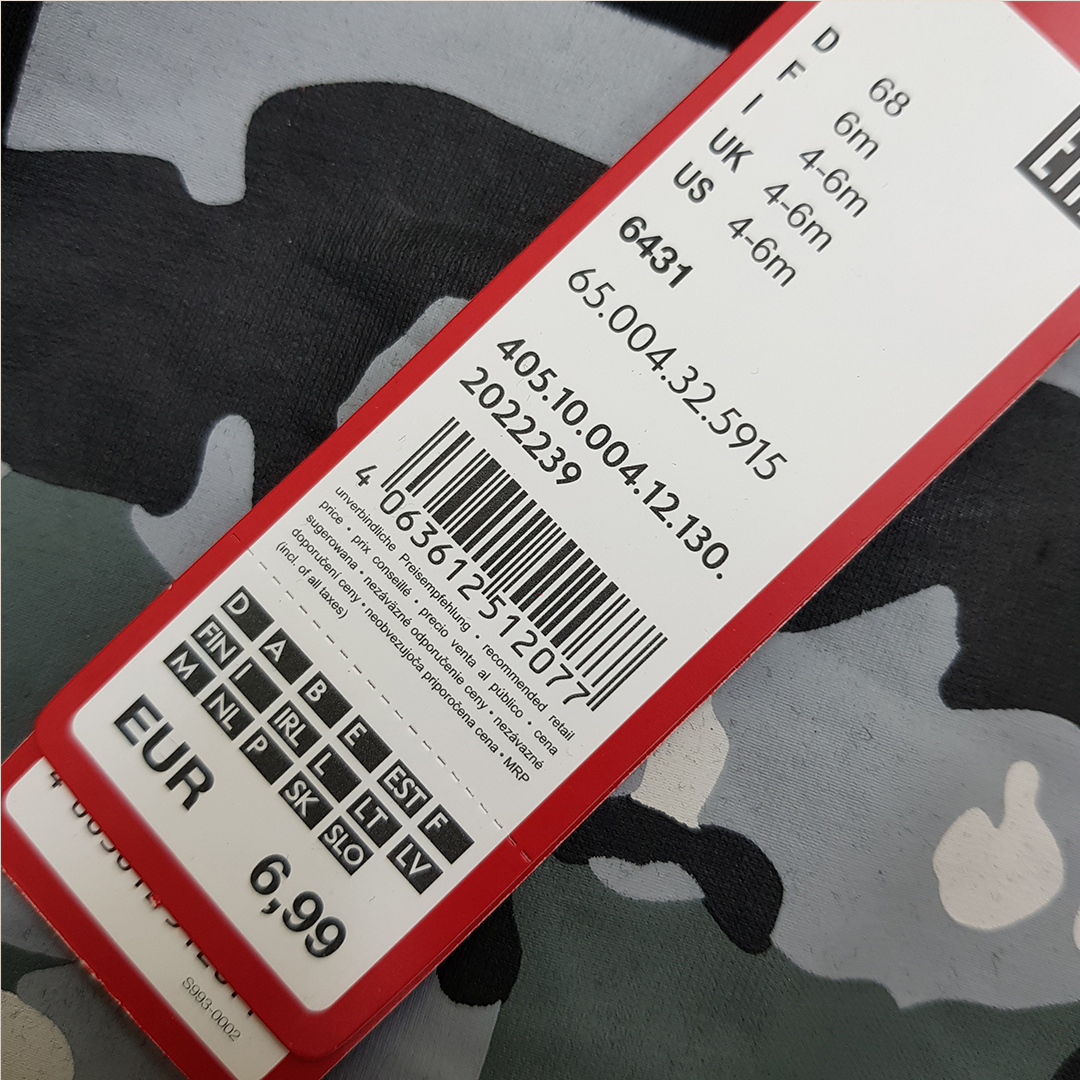 D 68
F 6m
I 4-6m
UK 4-6m
US 4-6m
6431
65.004.32.5915
405.10.004.12.130.
2022239
4 063612 512077
unverbindliche Preisempfehlung • recommended retail
price • prix conseillé • precio venta al público • cena
sugerowana • nezáväzné odporučenie ceny • nezávazné
doporučení ceny • neobvezujoča priporočena cena • MRP
(incl. of all taxes)
D A B E EST F
FIN I IRL L LT LV
M NL P SK SLO
EUR 6,99
S993-0002